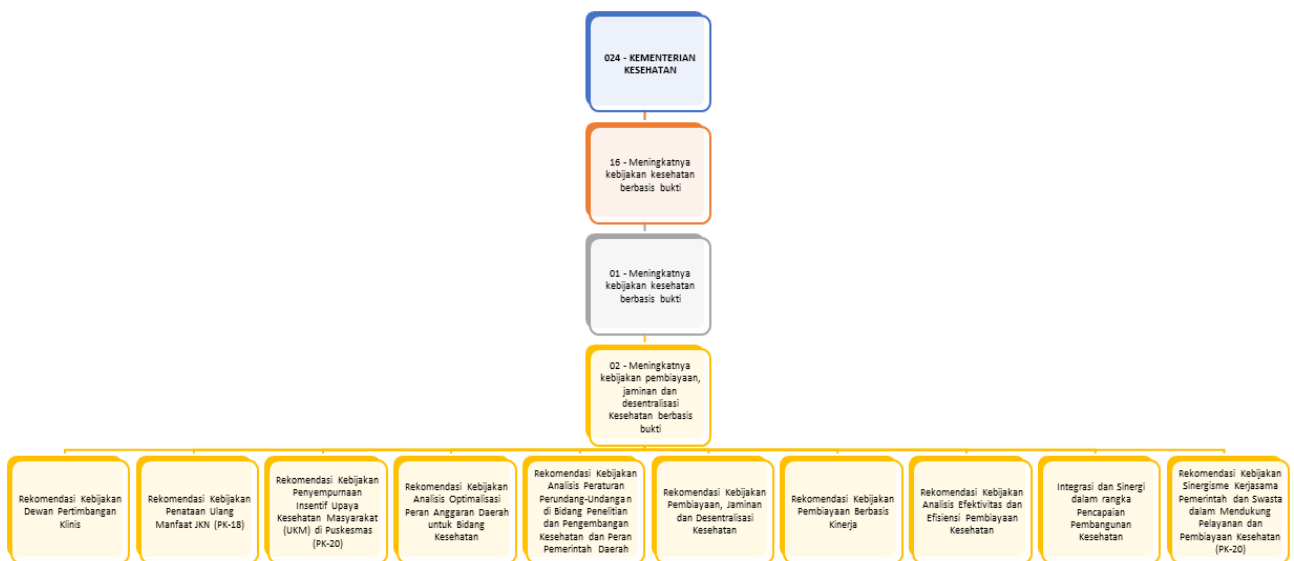 024 - KEMENTERIAN
KESEHATAN
16 - Meningkatnya
kebijakan kesehatan
berbasis bukti
01 - Meningkatnya
kebijakan kesehatan
berbasis bukti
02 - Meningkatnya
kebijakan pembiayaan,
jaminan dan
desentralisasi
Kesehatan berbasis
bukti
Rekomendasi Kebijakan
Dewan Pertimbangan
Klinis
Rekomendasi Kebijakan
Penataan Ulang
Manfaat JKN (PK-18)
Rekomendasi Kebijakan
Penyempurnaan
Insentif Upaya
Kesehatan Masyarakat
(UKM) di Puskesmas
(PK-20)
Rekomendasi Kebijakan
Analisis Optimalisasi
Peran Anggaran Daerah
untuk Bidang
Kesehatan
Rekomendasi Kebijakan
Analisis Peraturan
Perundang-Undangan
di Bidang Penelitian
dan Pengembangan
Kesehatan dan Peran
Pemerintah Daerah
Rekomendasi Kebijakan
Pembiayaan, Jaminan
dan Desentralisasi
Kesehatan
Rekomendasi Kebijakan
Pembiayaan Berbasis
Kinerja
Rekomendasi Kebijakan
Analisis Efektivitas dan
Efisiensi Pembiayaan
Kesehatan
Integrasi dan Sinergi
dalam rangka
Pencapaian
Pembangunan
Kesehatan
Rekomendasi Kebijakan
Sinergisme Kerjasama
Pemerintah dan Swasta
dalam Mendukung
Pelayanan dan
Pembiayaan Kesehatan
(PK-20)